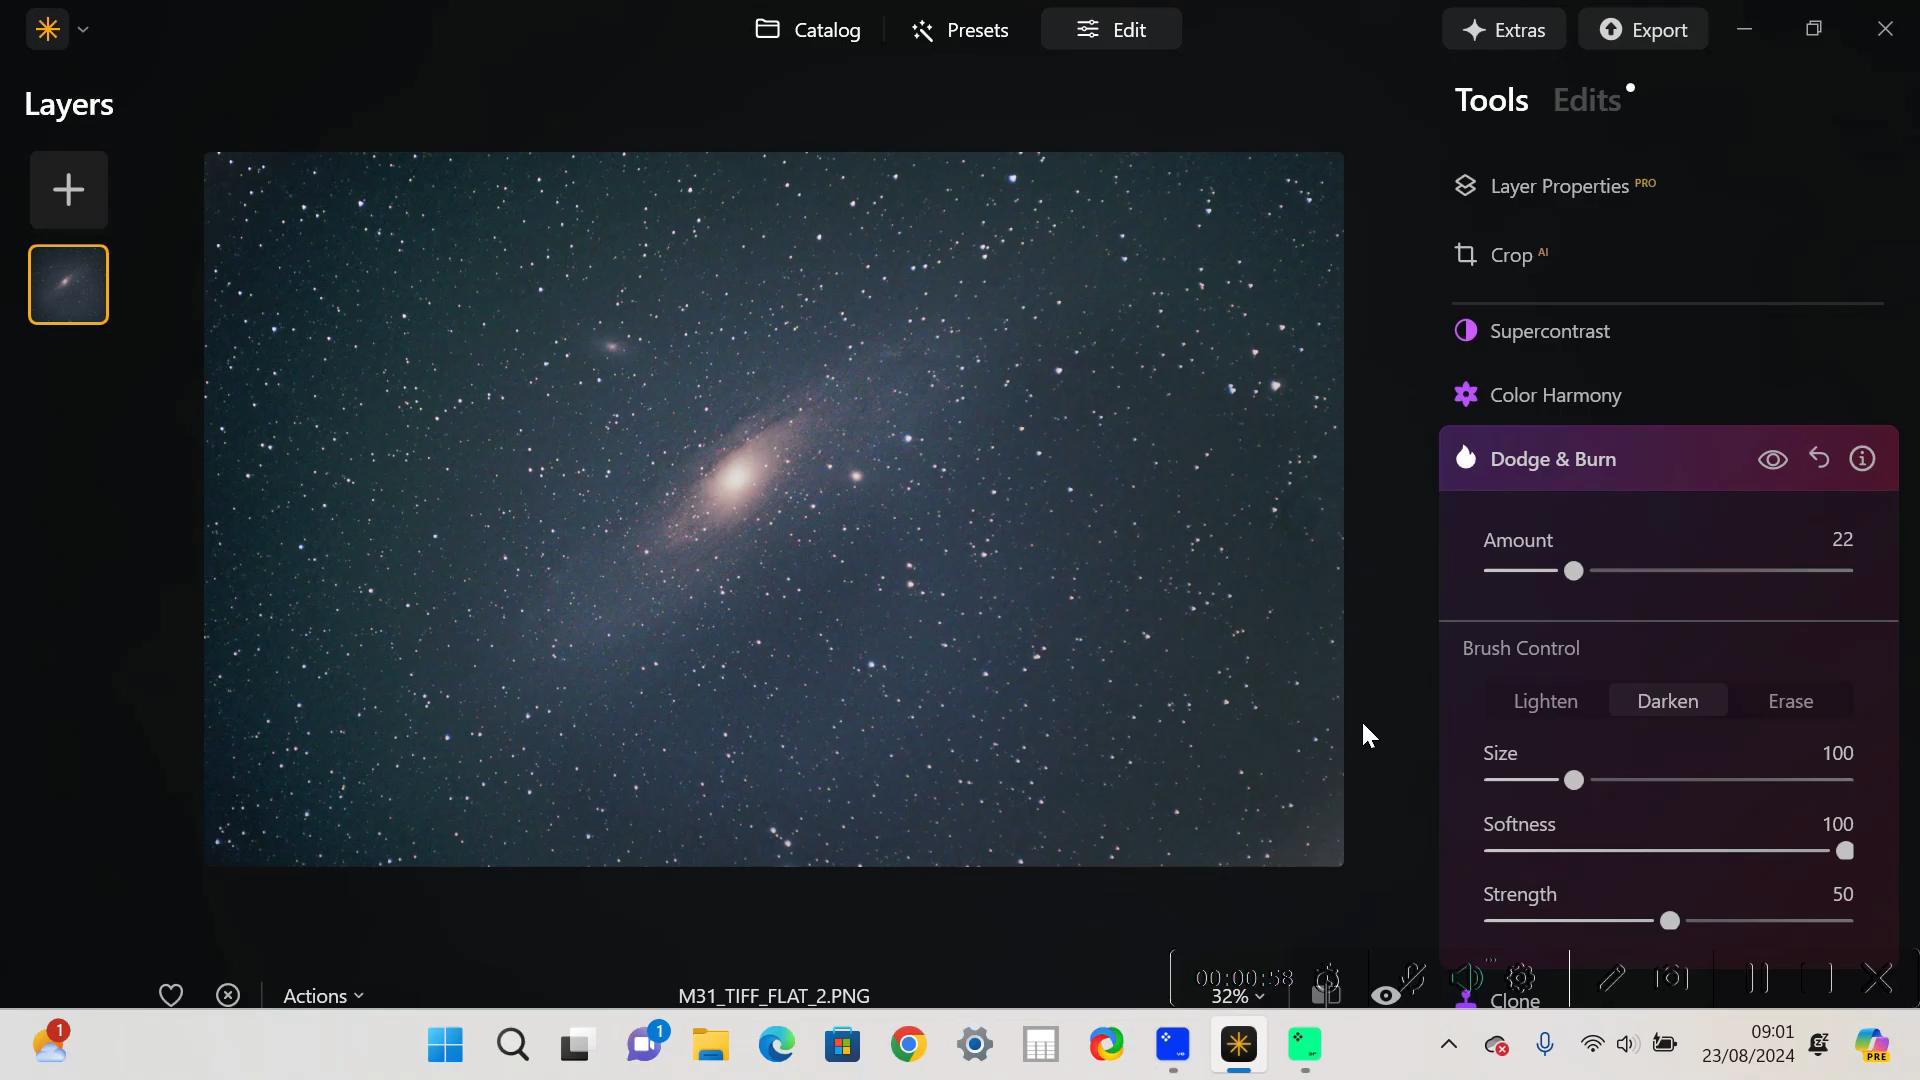 Catalog
Presets
Edit
Extras
Export
Layers
Tools Edits
Layer Properties PRO
Crop AI
Supercontrast
Color Harmony
Dodge & Burn
Amount 22
Brush Control
Lighten Darken Erase
Size 100
Softness 100
Strength 50
00:00:58
Actions
M31_TIFF_FLAT_2.PNG
32%
Clone
1
1
09:01
23/08/2024
PRE